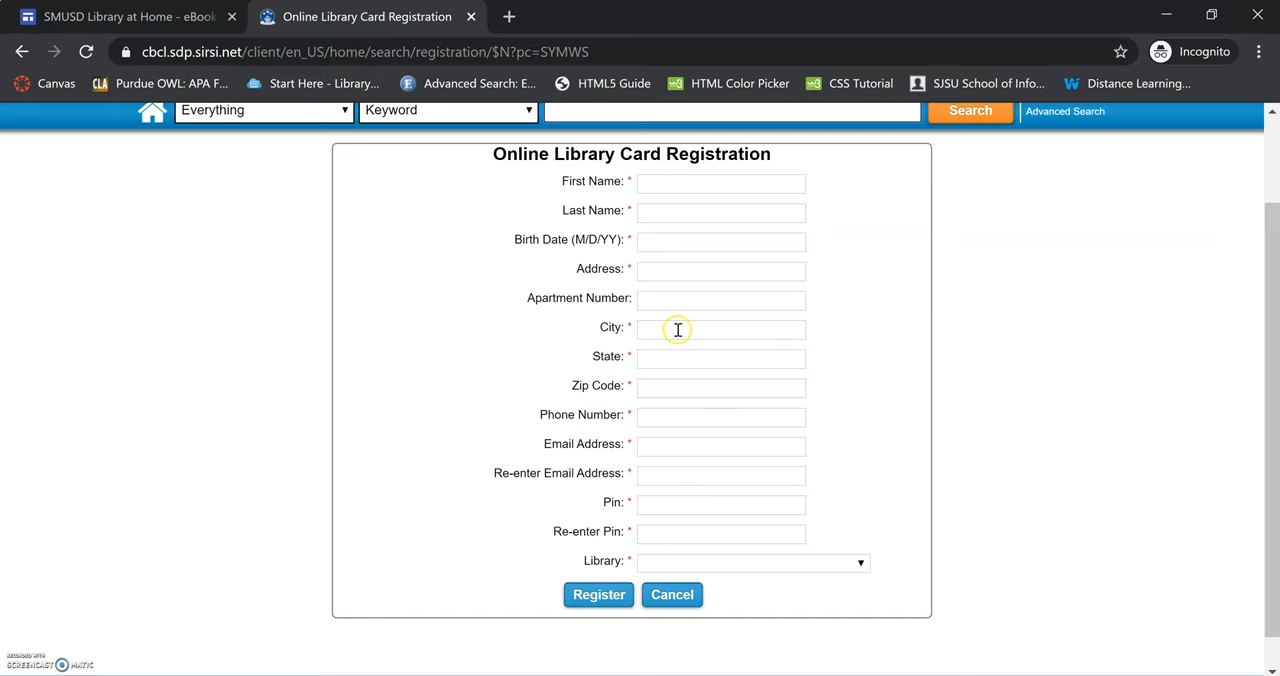 SMUSD Library at Home - eBook
Online Library Card Registration
cbcl.sdp.sirsi.net/client/en_US/home/search/registration/$N?pc=SYMWS
Incognito
Canvas
Purdue OWL: APA F...
Start Here - Library...
Advanced Search: E...
HTML5 Guide
HTML Color Picker
CSS Tutorial
SJSU School of Info...
Distance Learning,...
Everything
Keyword
Search
Advanced Search
Online Library Card Registration
First Name: *
Last Name: *
Birth Date (M/D/YY): *
Address: *
Apartment Number:
City: *
State: *
Zip Code: *
Phone Number: *
Email Address: *
Re-enter Email Address: *
Pin: *
Re-enter Pin: *
Library: *
Register
Cancel
RECORDED WITH
SCREENCAST MATIC